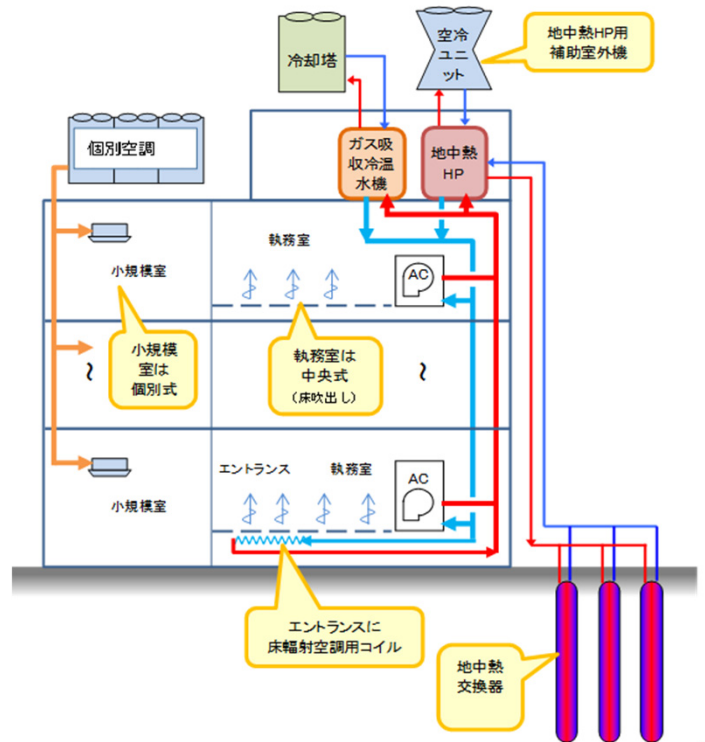 冷却塔
空冷
ユニ
ット
地中熱HP用
補助室外機
個別空調
ガス吸
収冷温
水機
地中熱
HP
小規模室
執務室
AC
小規模
室は
個別式
執務室は
中央式
(床吹出し)
~
~
小規模室
エントランス
執務室
AC
エントランスに
床輻射空調用コイル
地中熱
交換器